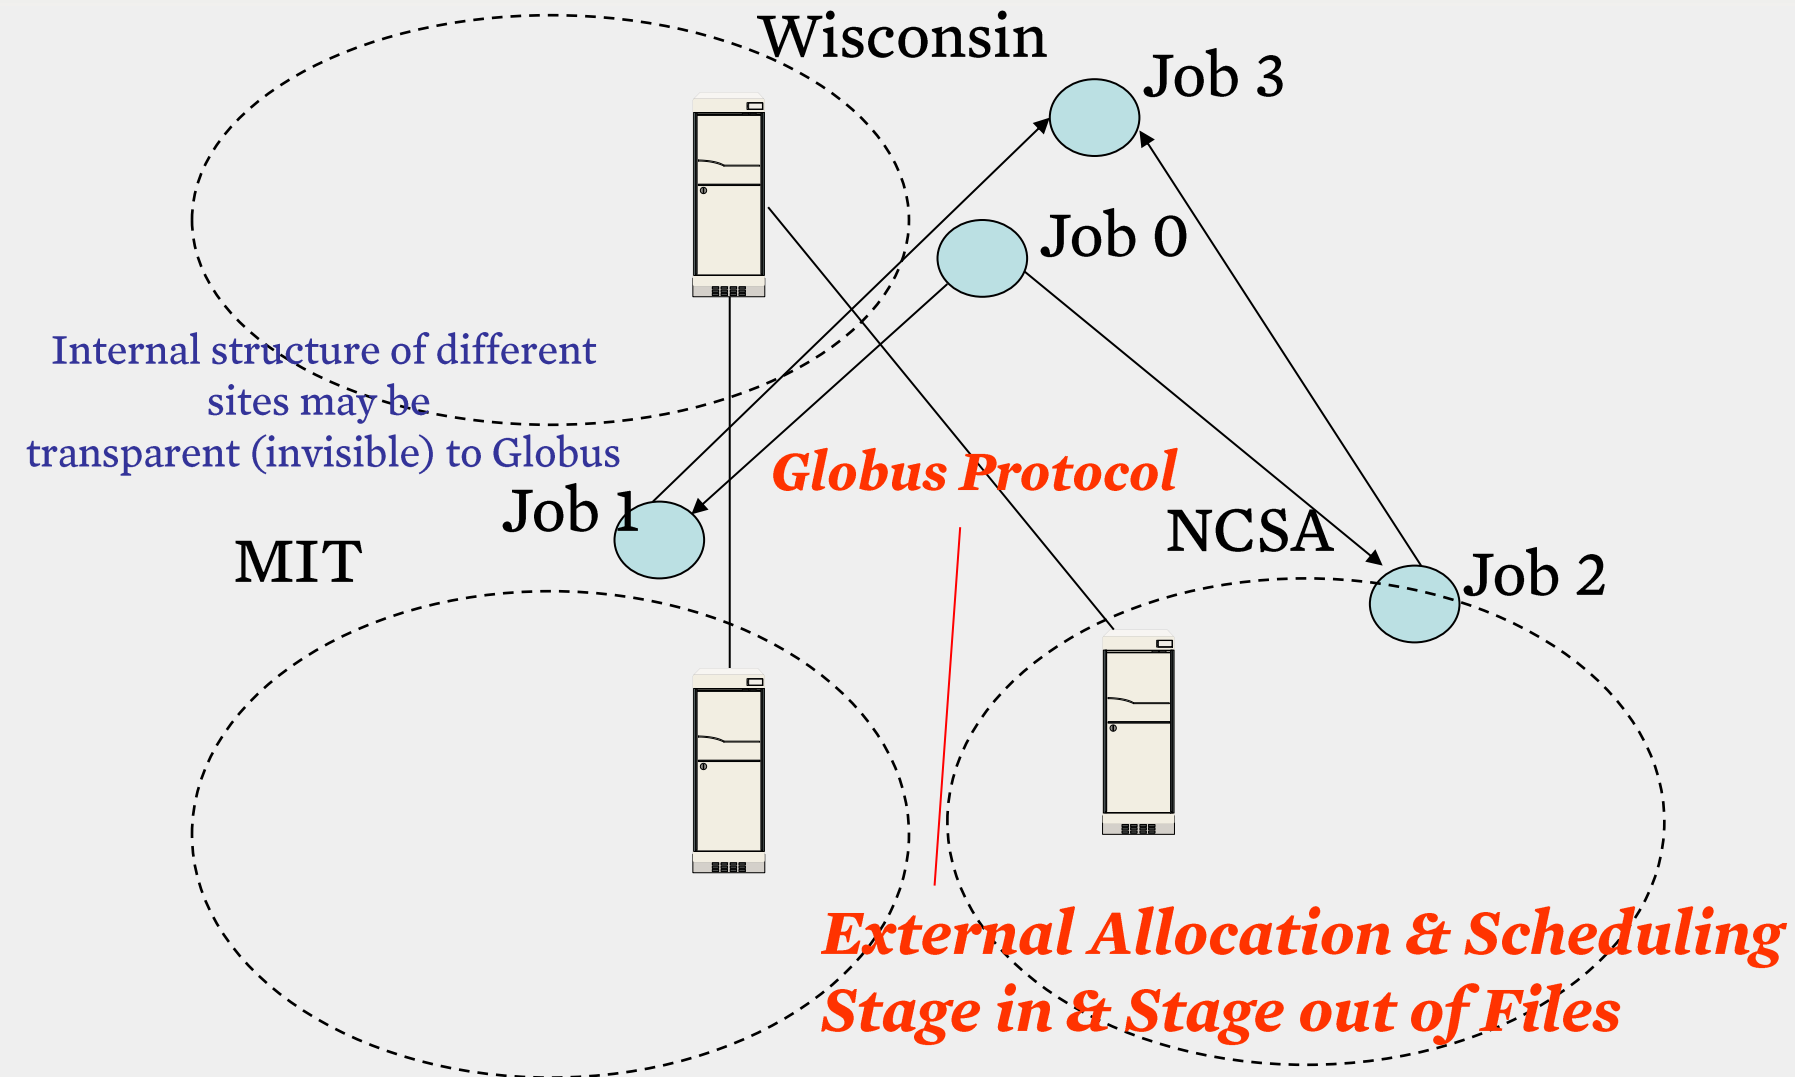 Wisconsin
Job 3
Job 0
Internal structure of different
sites may be
transparent (invisible) to Globus
Globus Protocol
Job 1
NCSA
MIT
Job 2
External Allocation & Scheduling
Stage in & Stage out of Files